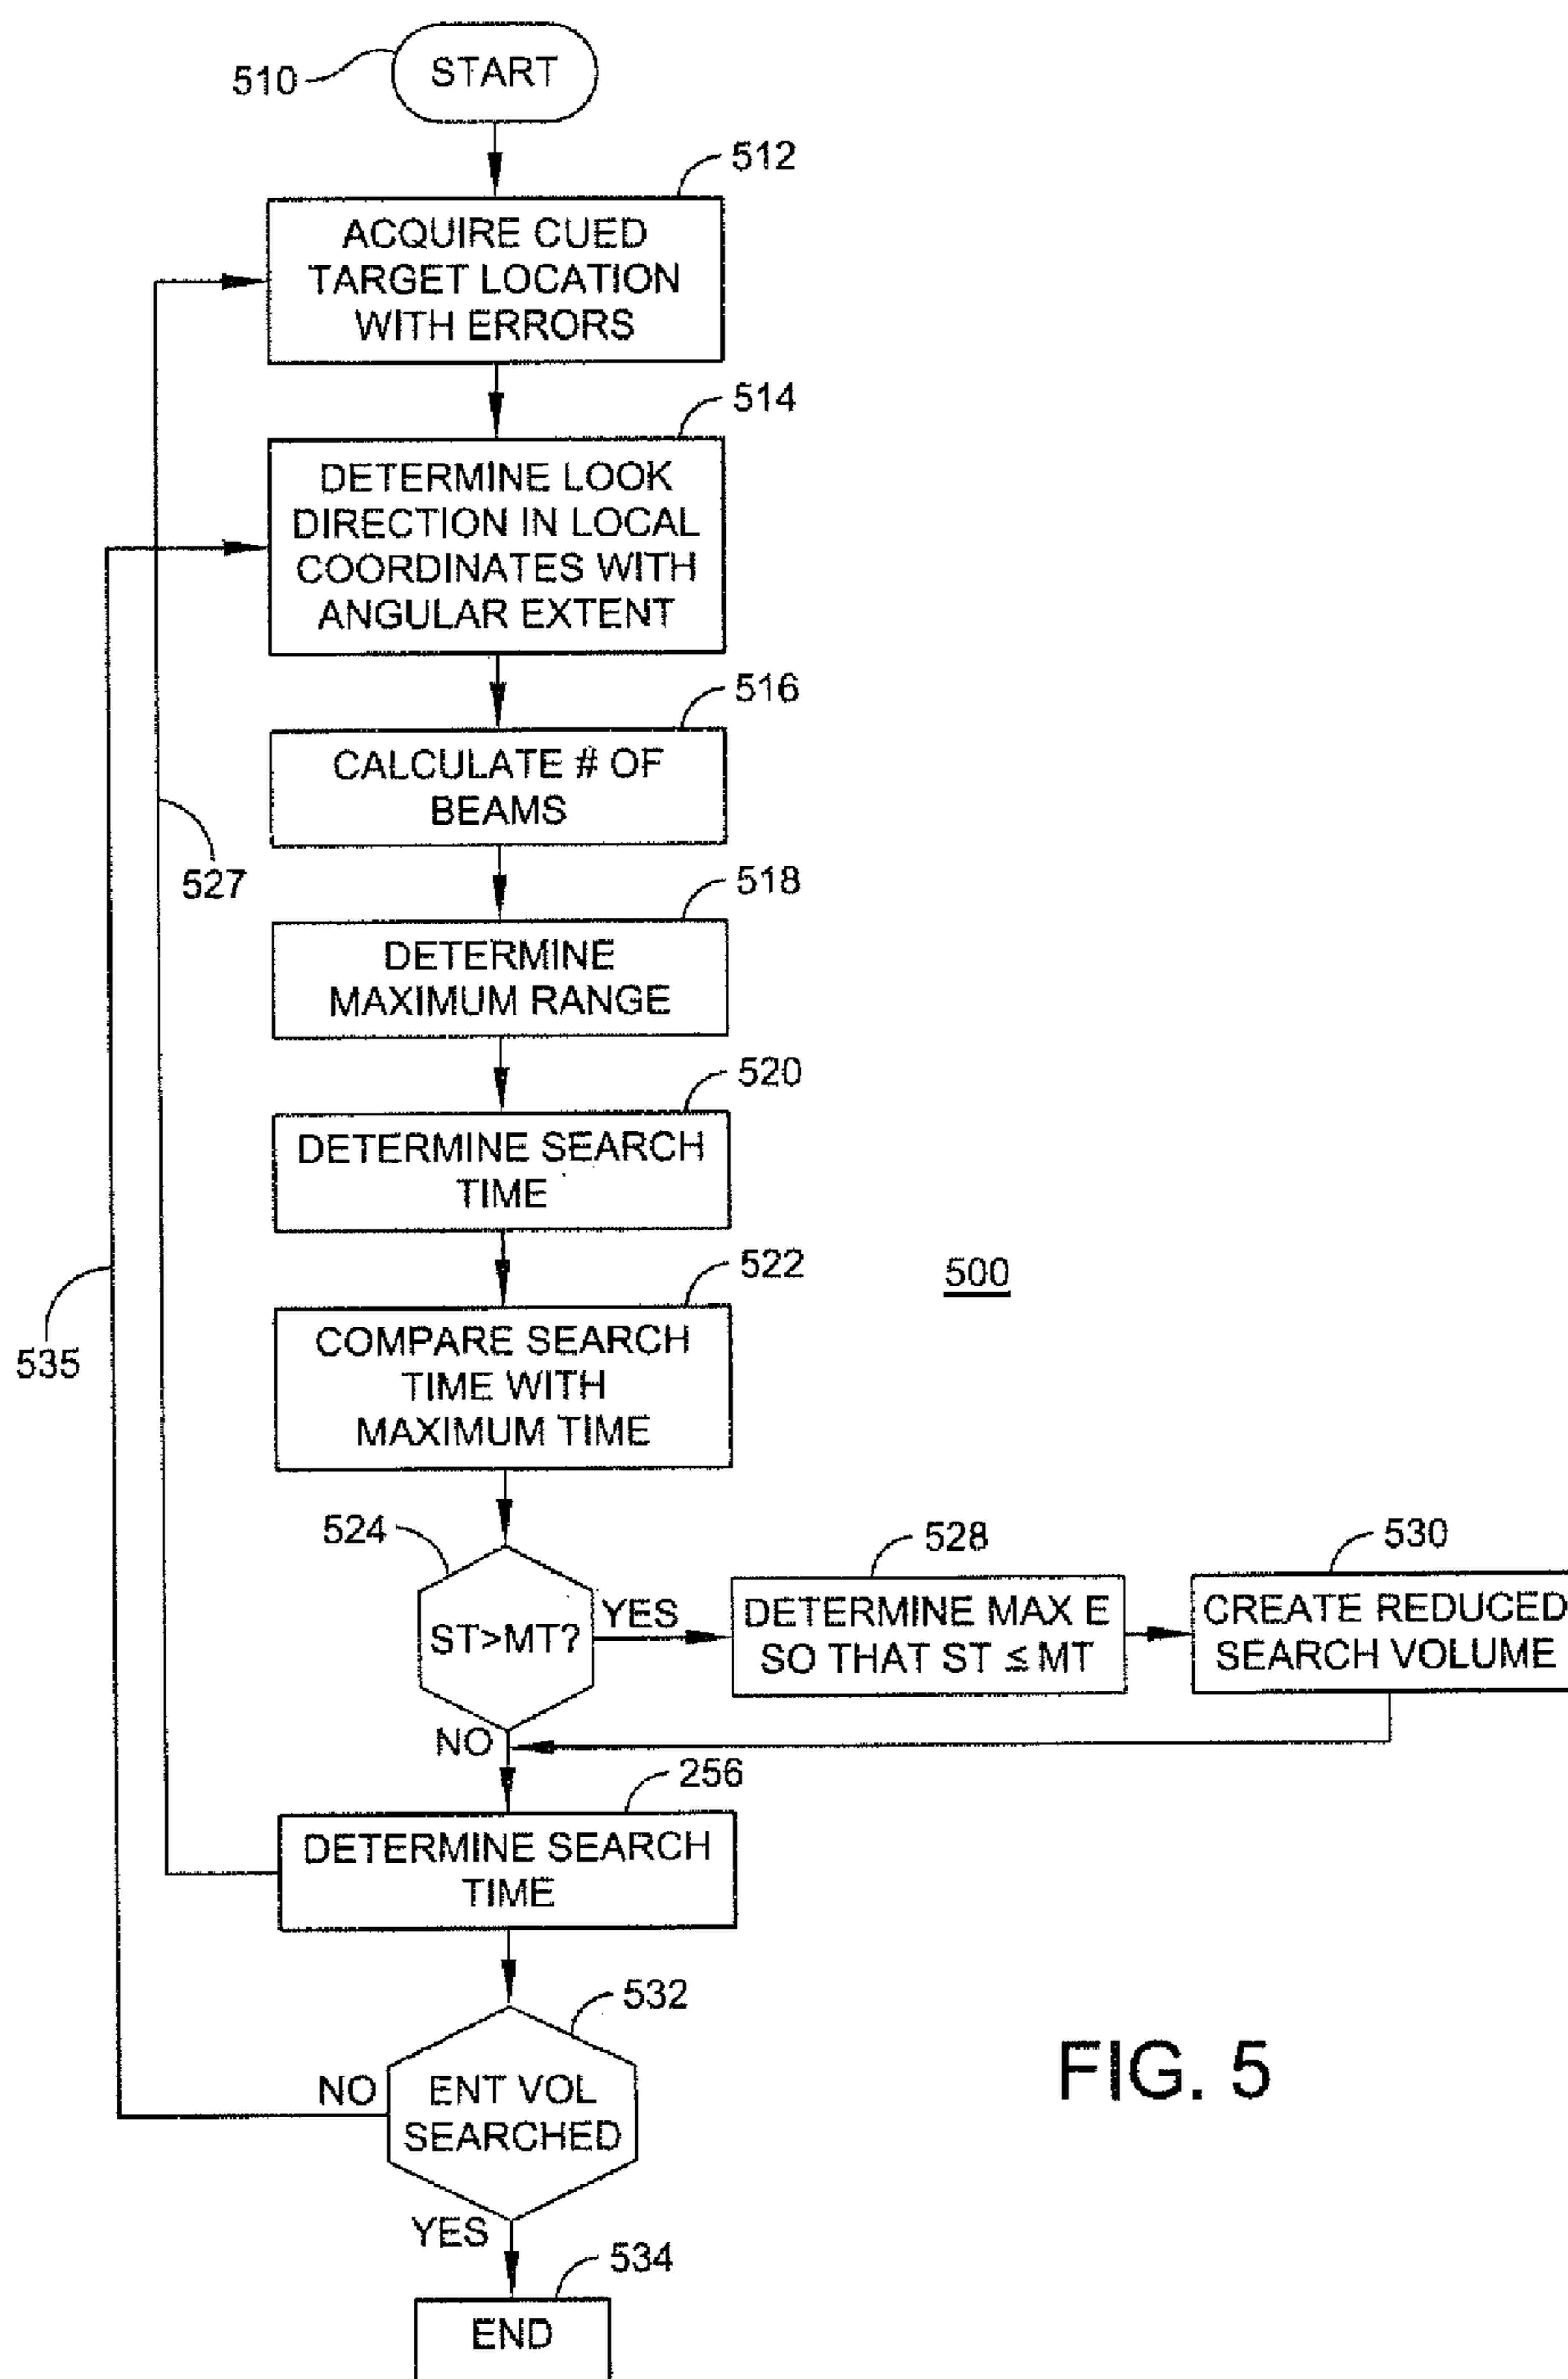 510
START
512
ACQUIRE CUED
TARGET LOCATION
WITH ERRORS
514
DETERMINE LOOK
DIRECTION IN LOCAL
COORDINATES WITH
ANGULAR EXTENT
516
CALCULATE # OF
BEAMS
527
518
DETERMINE
MAXIMUM RANGE
520
DETERMINE SEARCH
TIME
522
500
COMPARE SEARCH
TIME WITH
MAXIMUM TIME
535
524
ST>MT?
YES
528
DETERMINE MAX E
SO THAT ST ≤ MT
530
CREATE REDUCED
SEARCH VOLUME
NO
256
DETERMINE SEARCH
TIME
532
NO
ENT VOL
SEARCHED
FIG. 5
YES
534
END